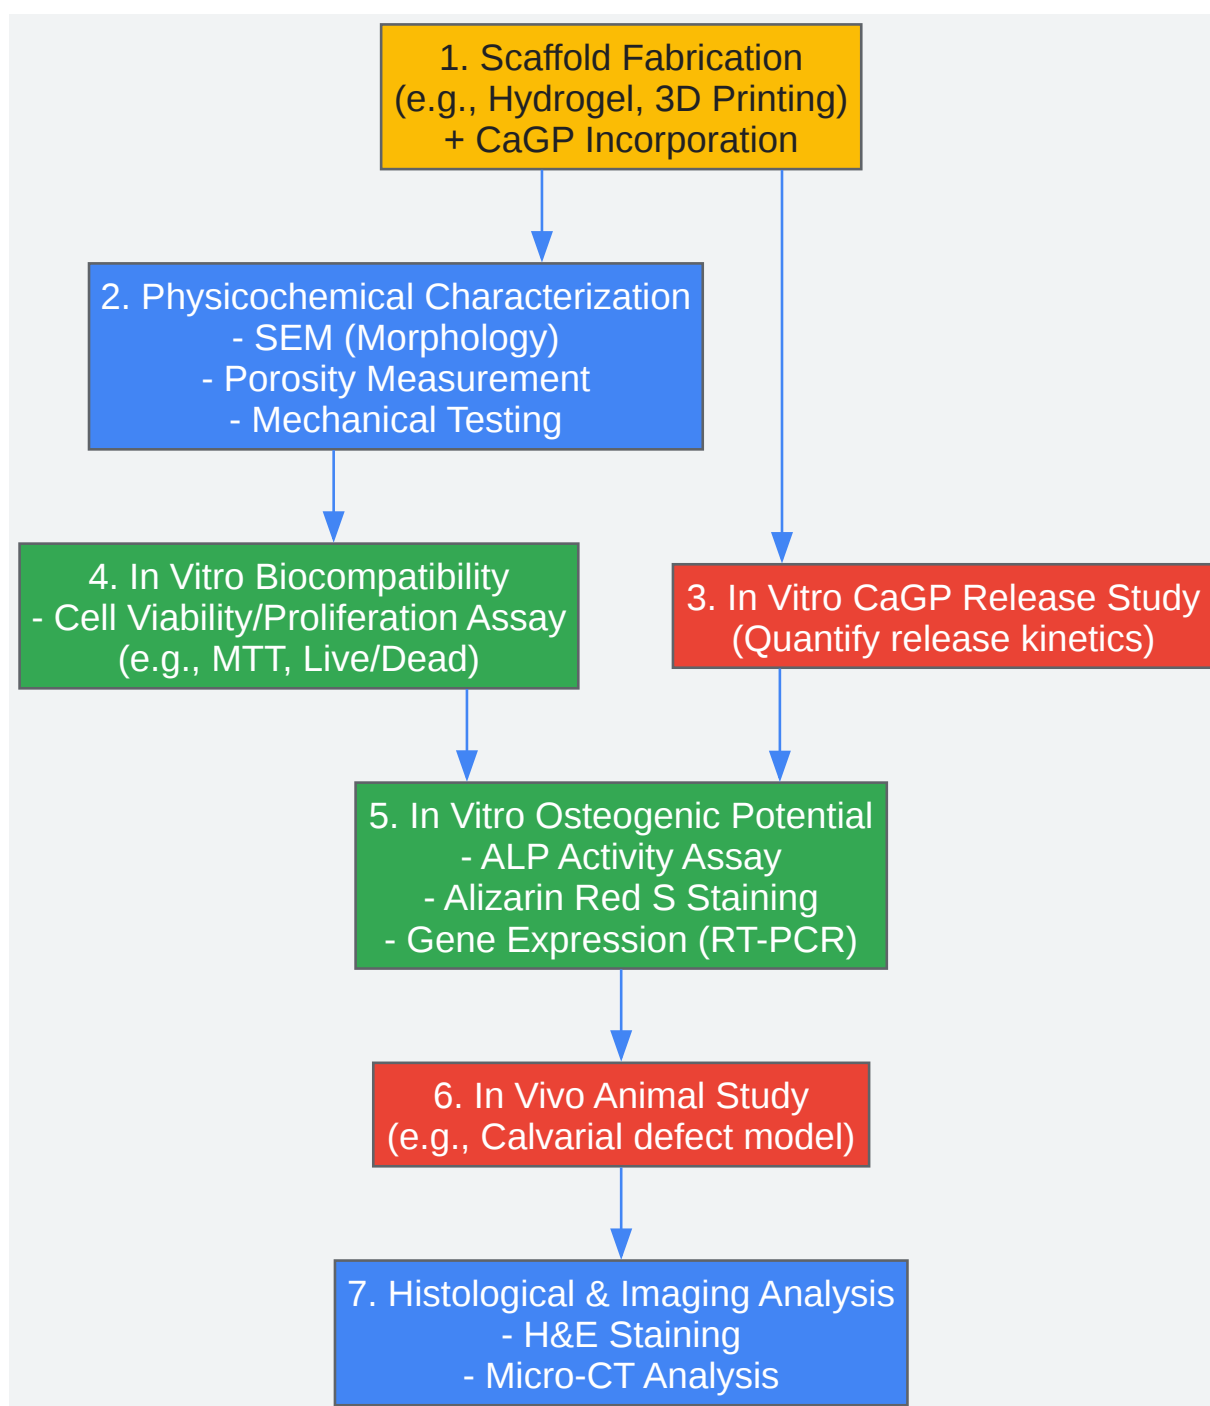 1. Scaffold Fabrication
(e.g., Hydrogel, 3D Printing)
+ CaGP Incorporation
2. Physicochemical Characterization
- SEM (Morphology)
- Porosity Measurement
- Mechanical Testing
4. In Vitro Biocompatibility
- Cell Viability/Proliferation Assay
(e.g., MTT, Live/Dead)
3. In Vitro CaGP Release Study
(Quantify release kinetics)
5. In Vitro Osteogenic Potential
- ALP Activity Assay
- Alizarin Red S Staining
- Gene Expression (RT-PCR)
6. In Vivo Animal Study
(e.g., Calvarial defect model)
7. Histological & Imaging Analysis
- H&E Staining
- Micro-CT Analysis